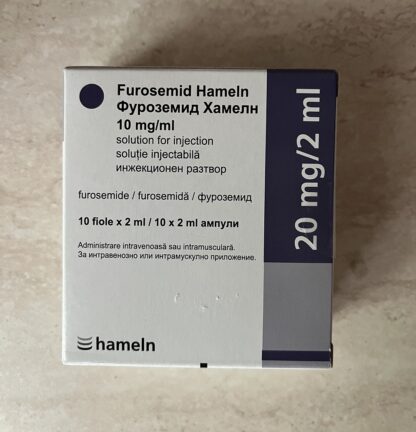 Furosemid Hameln
Фуроземид Хамелн
10 mg/ml
solution for injection
soluție injectabilă
инжекционен разтвор
furosemide / furosemidă / фуроземид
10 fiole x 2 ml / 10 x 2 ml ампули
Administrare intravenoasă sau intramusculară.
За интравенозно или интрамускулно приложение.
hameln
20 mg/2 ml